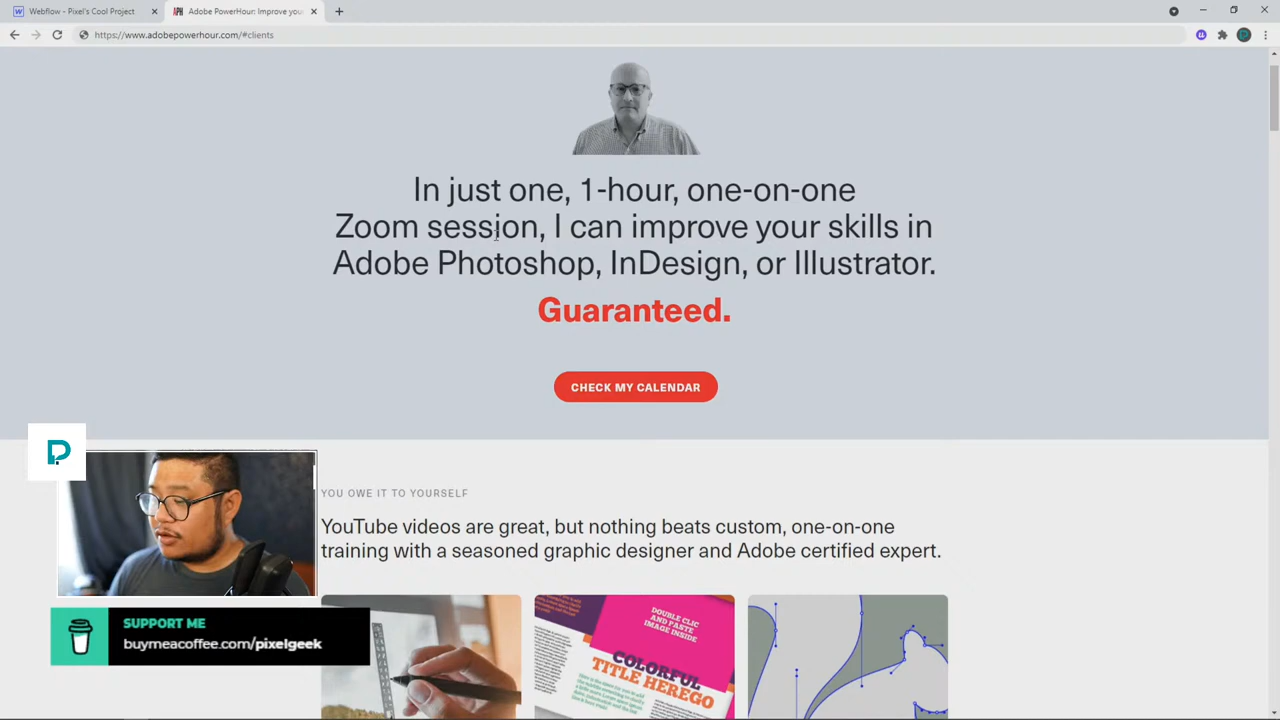 Webflow - Pixel's Cool Project
Adobe PowerHour: Improve you
https://www.adobepowerhour.com/#clients
In just one, 1-hour, one-on-one
Zoom session, I can improve your skills in
Adobe Photoshop, InDesign, or Illustrator.
Guaranteed.
CHECK MY CALENDAR
YOU OWE IT TO YOURSELF
YouTube videos are great, but nothing beats custom, one-on-one
training with a seasoned graphic designer and Adobe certified expert.
SUPPORT ME
buymeacoffee.com/pixelgeek
DOUBLE CLIC
AND PASTE
IMAGE INSIDE
COLORFUL
TITLE HEREGO